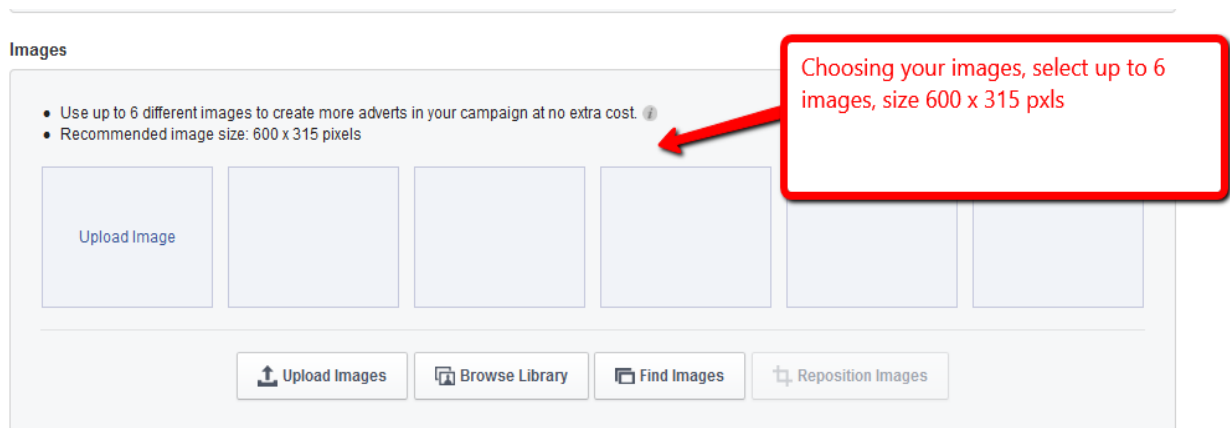 Images
Choosing your images, select up to 6
images, size 600 x 315 pxls
• Use up to 6 different images to create more adverts in your campaign at no extra cost. i
• Recommended image size: 600 x 315 pixels
Upload Image
Upload Images Browse Library Find Images Reposition Images